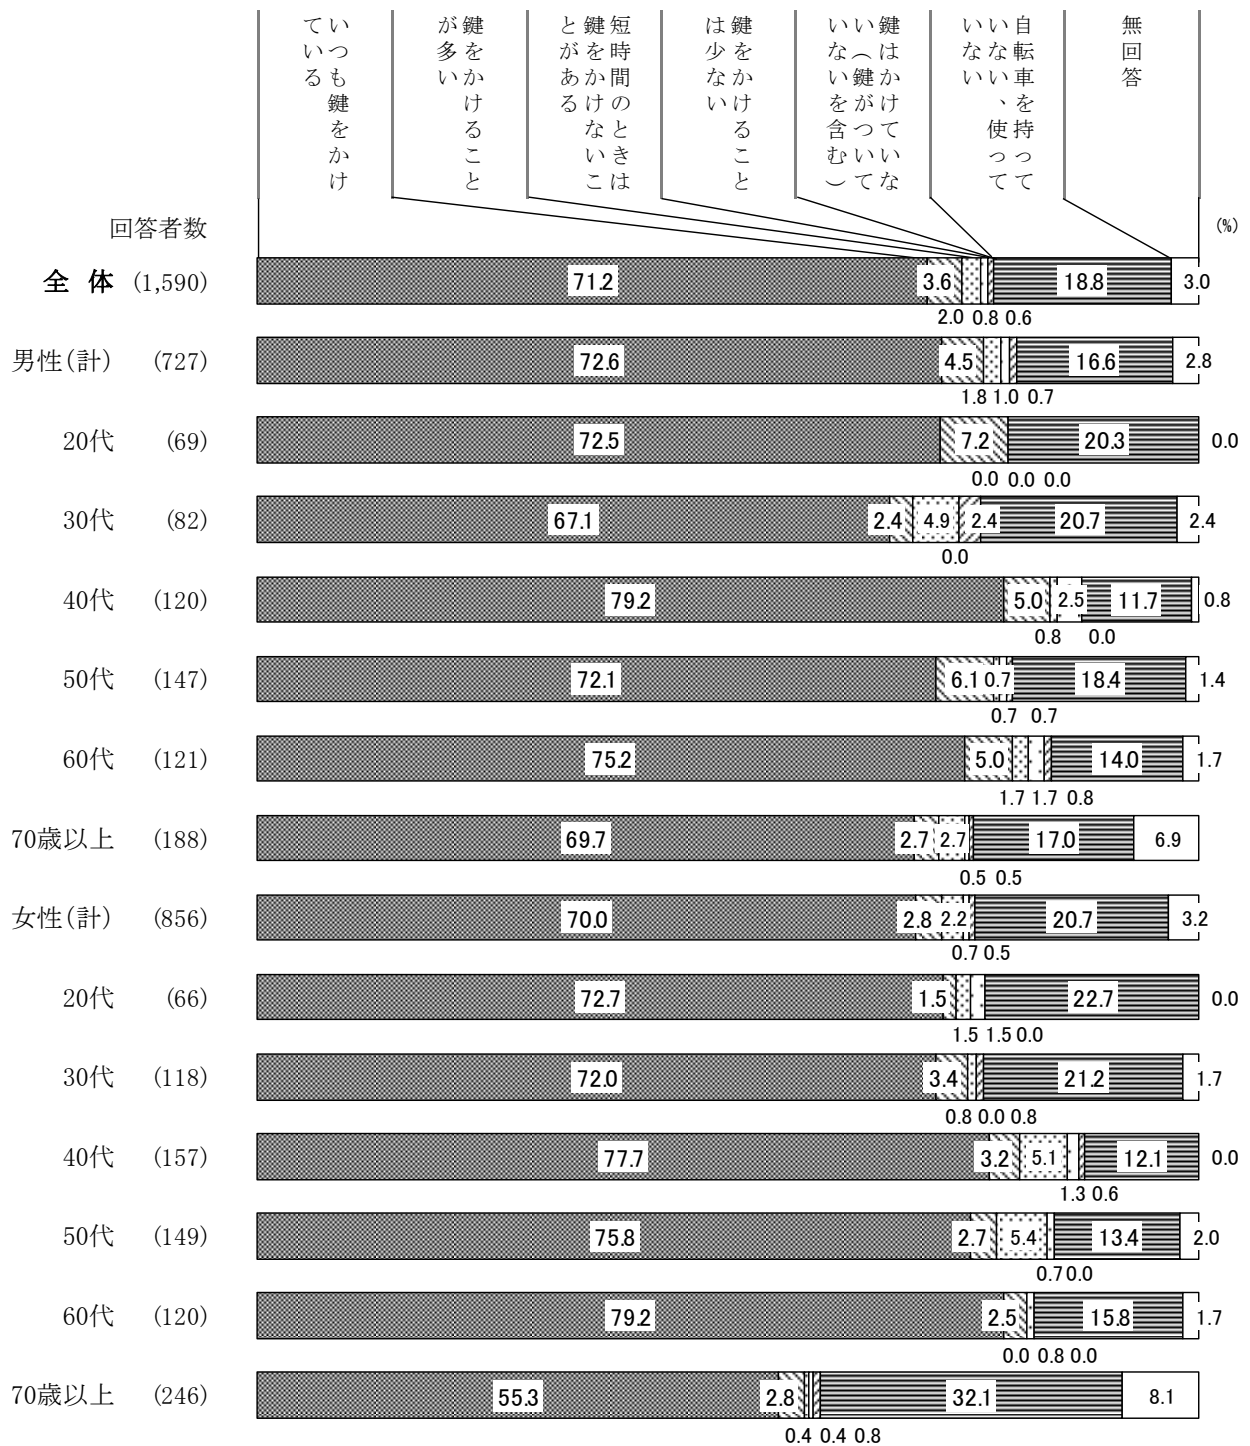 いつも鍵をかけ
ている
鍵をかけること
が多い
短時間のときは
鍵をかけないこ
とがある
鍵をかけること
は少ない
鍵はかけていな
い（鍵がついて
いないを含む）
自転車を持って
いない、使って
いない
無回答
回答者数
(%)
全 体 (1,590) 71.2 3.6 18.8 3.0
2.0 0.8 0.6
男性(計) (727) 72.6 4.5 16.6 2.8
1.8 1.0 0.7
20代 (69) 72.5 7.2 20.3 0.0
0.0 0.0 0.0
30代 (82) 67.1 2.4 4.9 2.4 20.7 2.4
0.0
40代 (120) 79.2 5.0 2.5 11.7 0.8
0.8 0.0
50代 (147) 72.1 6.1 0.7 18.4 1.4
0.7 0.7
60代 (121) 75.2 5.0 14.0 1.7
1.7 1.7 0.8
70歳以上 (188) 69.7 2.7 2.7 17.0 6.9
0.5 0.5
女性(計) (856) 70.0 2.8 2.2 20.7 3.2
0.7 0.5
20代 (66) 72.7 1.5 22.7 0.0
1.5 1.5 0.0
30代 (118) 72.0 3.4 21.2 1.7
0.8 0.0 0.8
40代 (157) 77.7 3.2 5.1 12.1 0.0
1.3 0.6
50代 (149) 75.8 2.7 5.4 13.4 2.0
0.7 0.0
60代 (120) 79.2 2.5 15.8 1.7
0.0 0.8 0.0
70歳以上 (246) 55.3 2.8 32.1 8.1
0.4 0.4 0.8